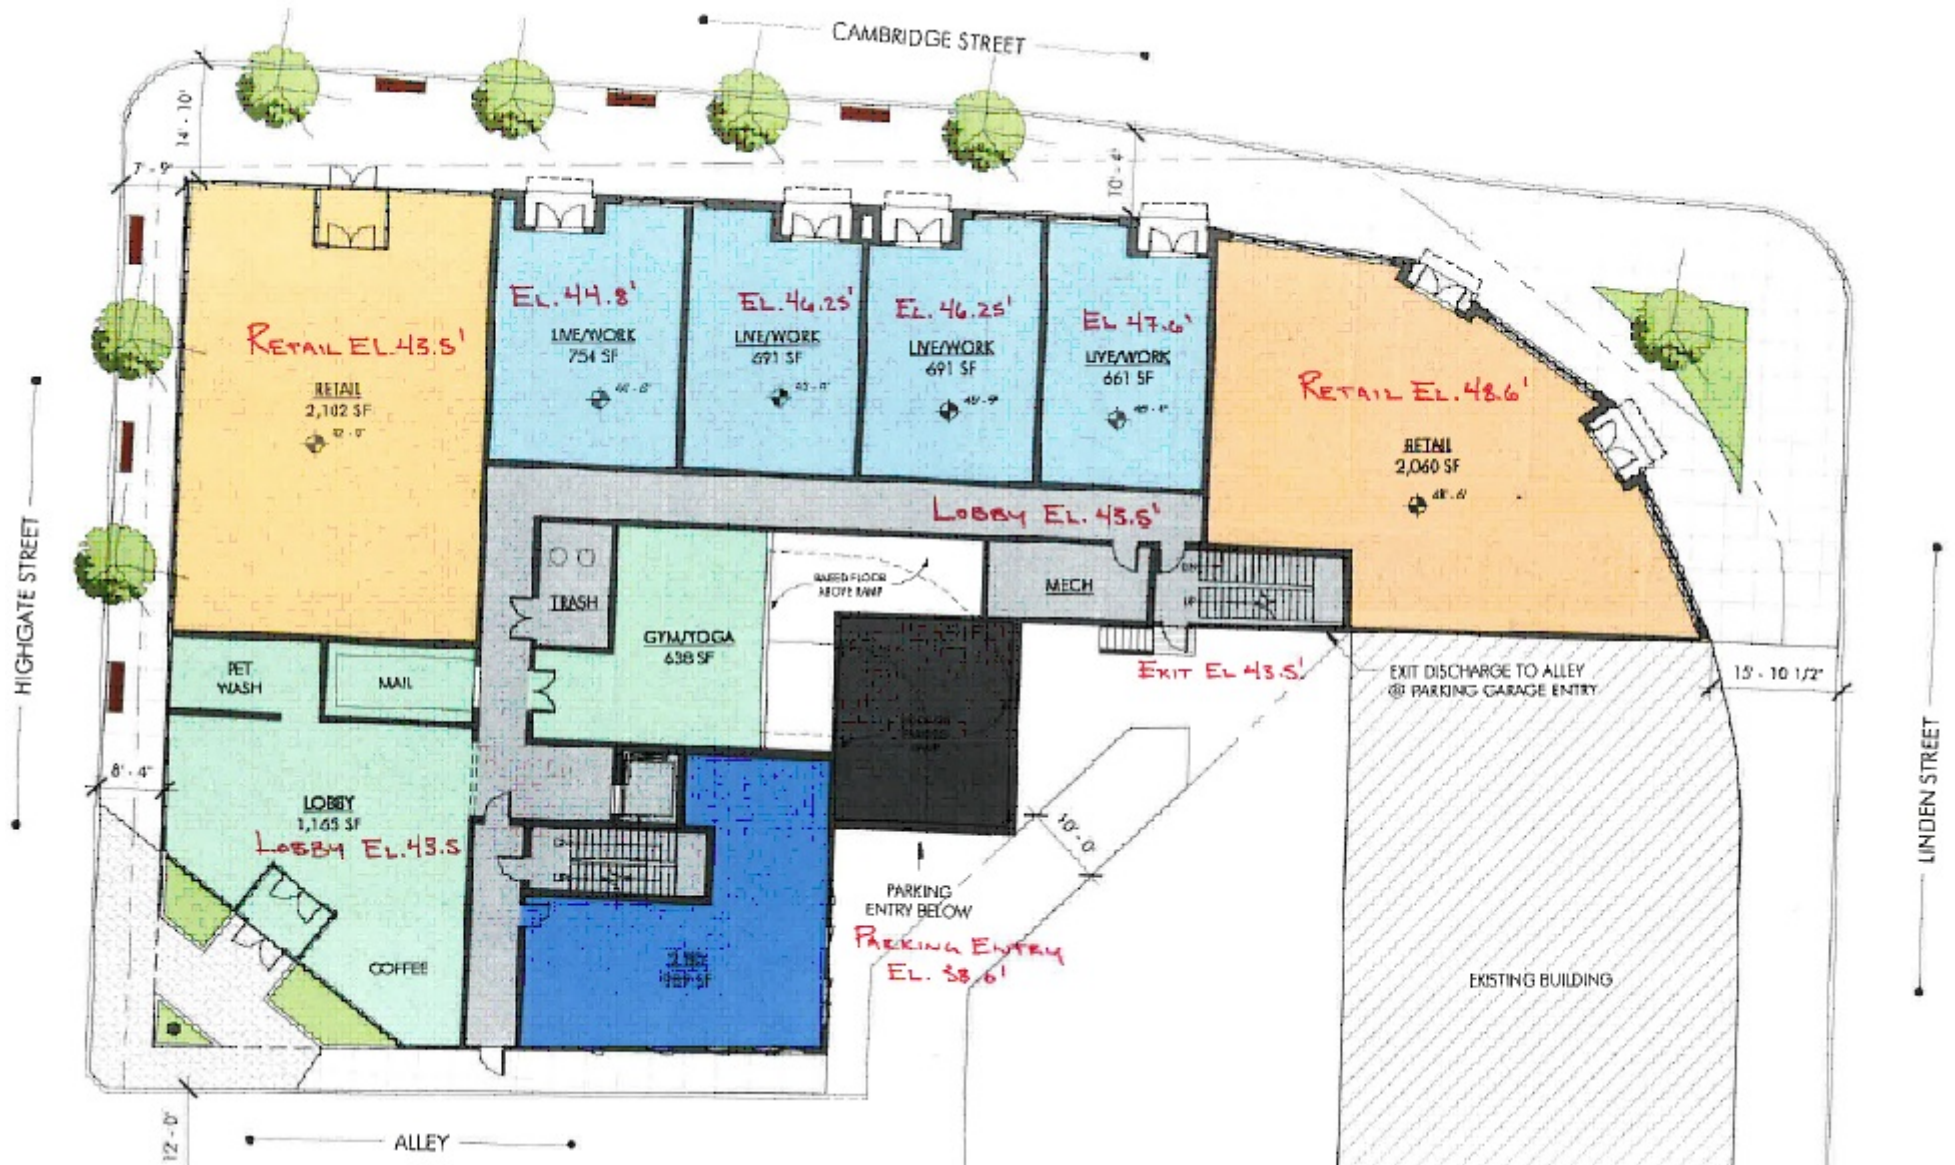 CAMBRIDGE STREET
14'- 10'
7'- 9"
10'- 4"
EL. 44.8'
LIVE/WORK
754 SF
EL. 46.25'
LIVE/WORK
691 SF
EL. 46.25'
LIVE/WORK
691 SF
45'- 9"
EL 47.6'
LIVE/WORK
661 SF
RETAIL EL. 43.5'
RETAIL
2,102 SF
RETAIL EL. 48.6'
RETAIL
2,060 SF
48'- 6'
LOBBY EL. 43.5'
HIGHGATE STREET
TRASH
RAISED FLOOR
ABOVE RAMP
MECH
DN
UP
GYM/YOGA
638 SF
PET
WASH
MAIL
EXIT EL 43.5'
EXIT DISCHARGE TO ALLEY
@ PARKING GARAGE ENTRY
15'- 10 1/2"
8'- 4"
LOBBY
1,165 SF
LOBBY EL. 43.5
10'- 0"
LINDEN STREET
PARKING
ENTRY BELOW
PARKING ENTRY
EL. 38.6'
COFFEE
EXISTING BUILDING
ALLEY
12'- 0"